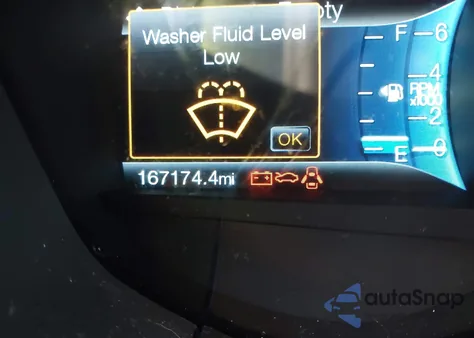 Washer Fluid Level
Low
OK
F
6
4
RPM
x1000
2
E
0
167174.4mi
autoSnap